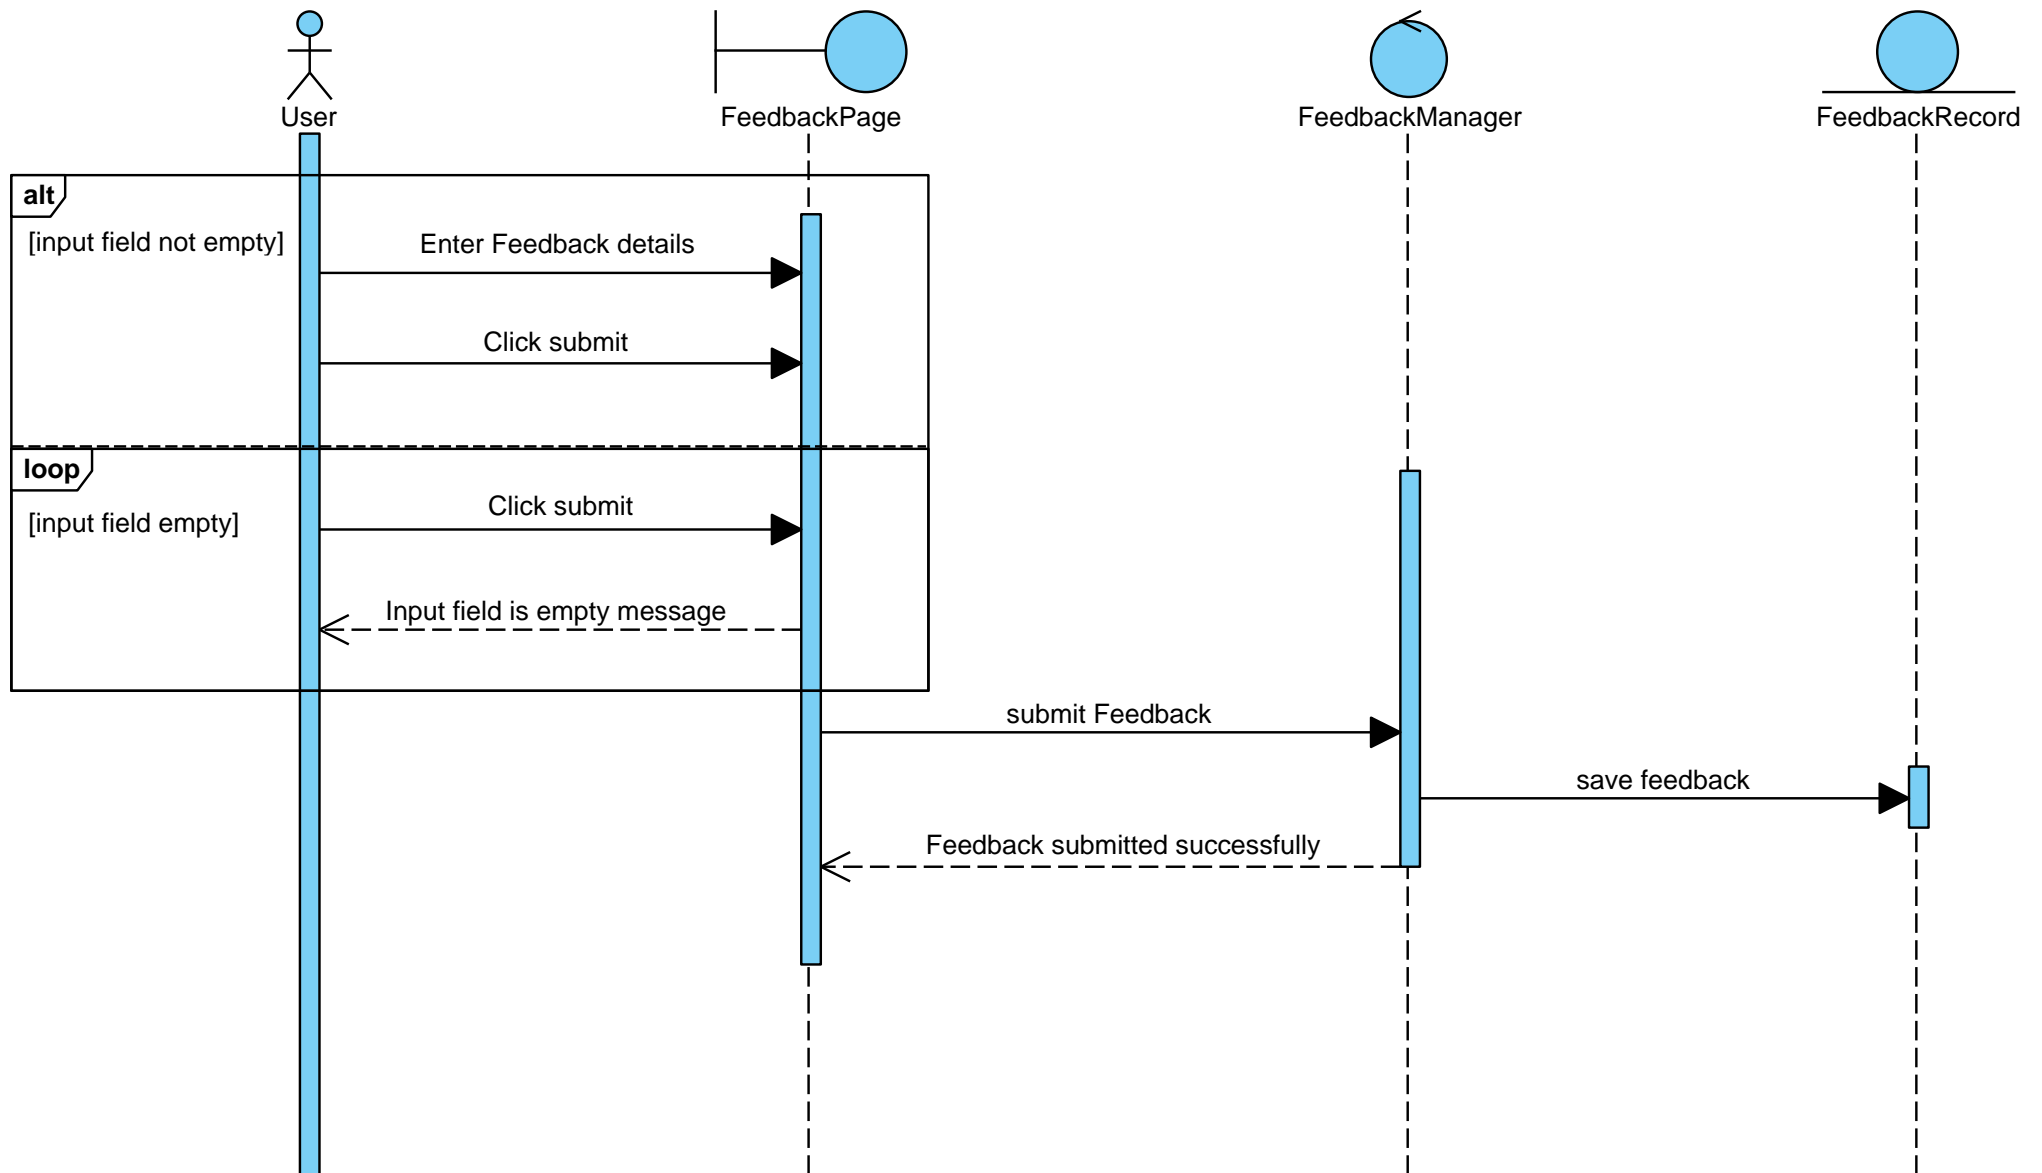 User
FeedbackPage
FeedbackManager
FeedbackRecord
alt
[input field not empty]
Enter Feedback details
Click submit
loop
[input field empty]
Click submit
Input field is empty message
submit Feedback
save feedback
Feedback submitted successfully